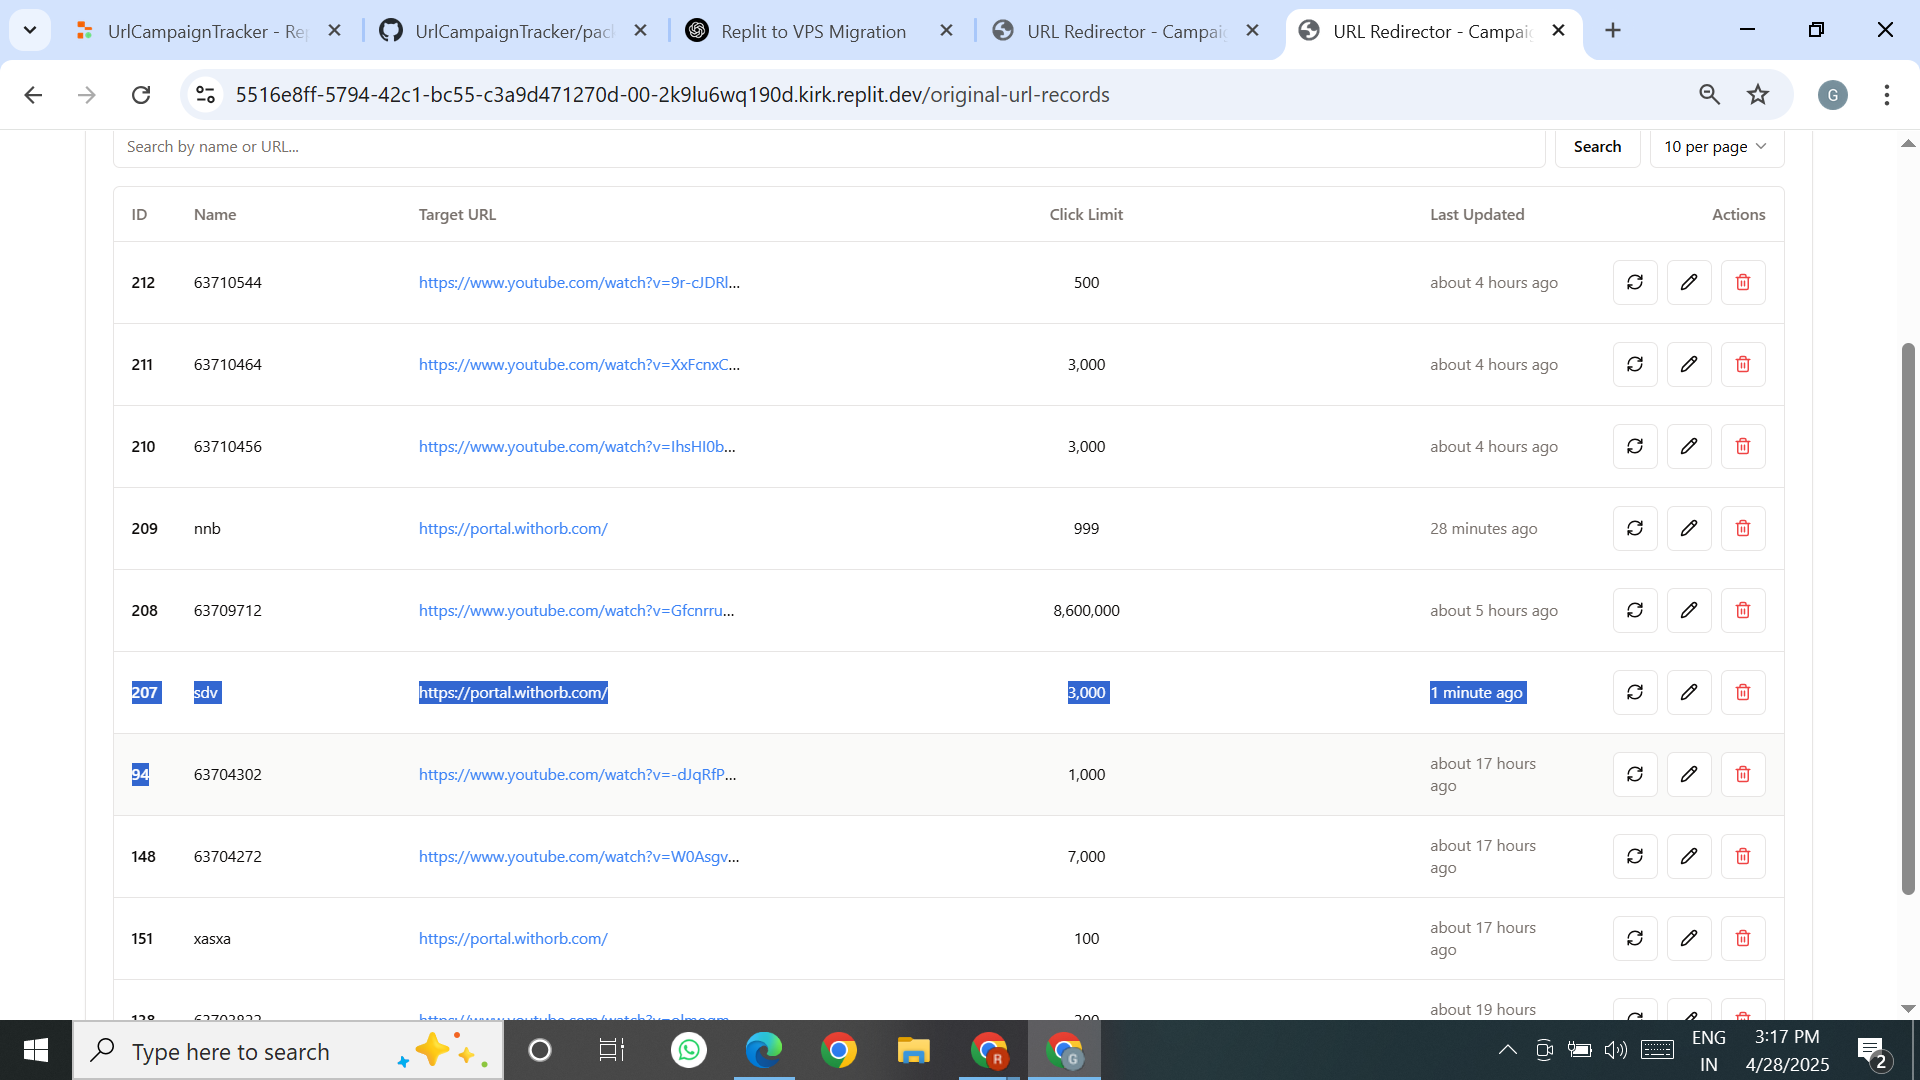 UrlCampaignTracker - Rep
UrlCampaignTracker/pack
Replit to VPS Migration
URL Redirector - Campaig
URL Redirector - Campaig
5516e8ff-5794-42c1-bc55-c3a9d471270d-00-2k9lu6wq190d.kirk.replit.dev/original-url-records
G
Search by name or URL...
Search
10 per page
ID Name Target URL Click Limit Last Updated Actions
212 63710544 https://www.youtube.com/watch?v=9r-cJDRl... 500 about 4 hours ago
211 63710464 https://www.youtube.com/watch?v=XxFcnxC... 3,000 about 4 hours ago
210 63710456 https://www.youtube.com/watch?v=IhsHI0b... 3,000 about 4 hours ago
209 nnb https://portal.withorb.com/ 999 28 minutes ago
208 63709712 https://www.youtube.com/watch?v=Gfcnrru... 8,600,000 about 5 hours ago
207 sdv https://portal.withorb.com/ 3,000 1 minute ago
94 63704302 https://www.youtube.com/watch?v=-dJqRfP... 1,000 about 17 hours
ago
148 63704272 https://www.youtube.com/watch?v=W0Asgv... 7,000 about 17 hours
ago
151 xasxa https://portal.withorb.com/ 100 about 17 hours
ago
about 19 hours
Type here to search
R
G
ENG
IN
3:17 PM
4/28/2025
2